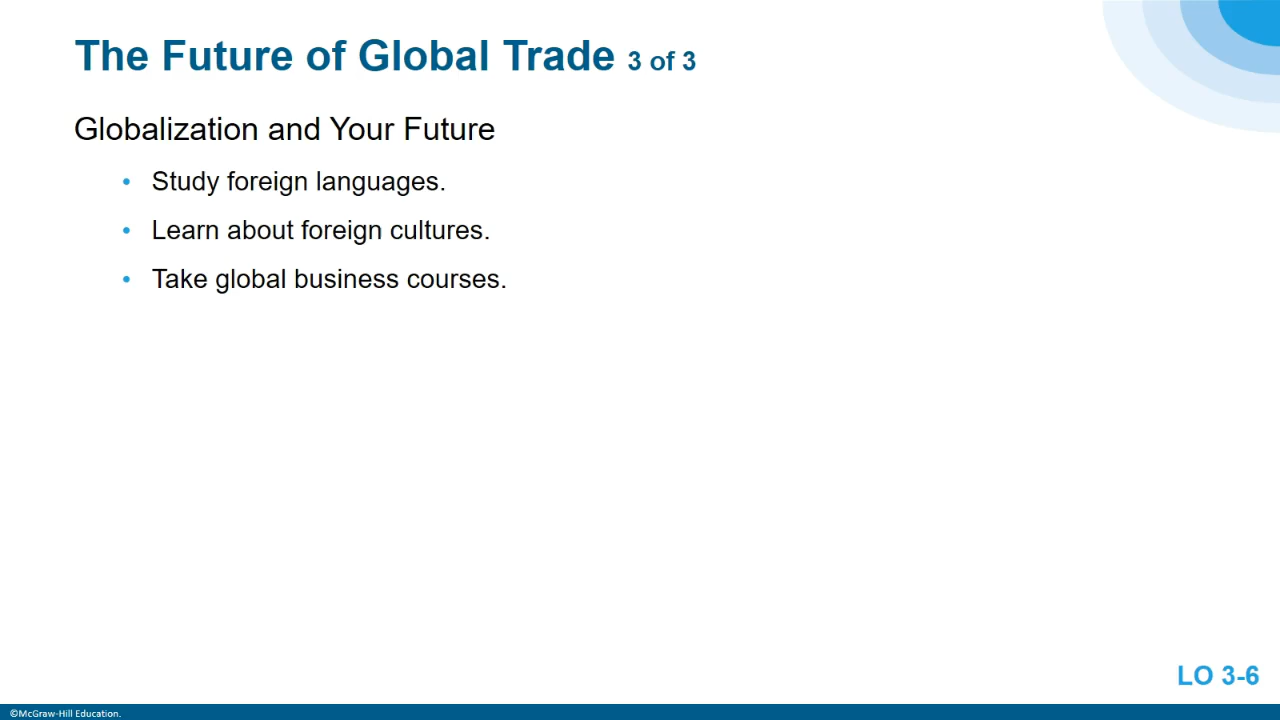 The Future of Global Trade 3 of 3
Globalization and Your Future
• Study foreign languages.
• Learn about foreign cultures.
• Take global business courses.
LO 3-6
©McGraw-Hill Education.